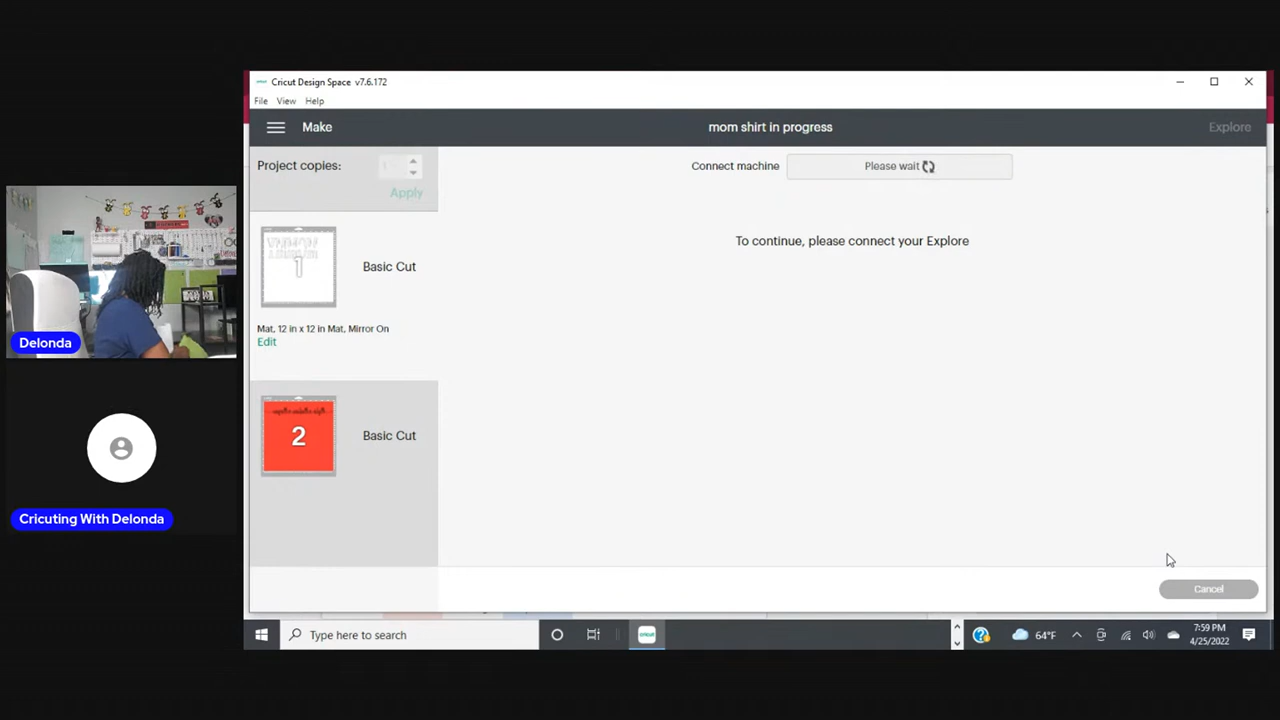 Cricut Design Space v7.6.172
File View Help
Make
mom shirt in progress
Explore
Project copies:
Apply
Connect machine
Please wait
To continue, please connect your Explore
1
Basic Cut
Mat, 12 in x 12 in Mat, Mirror On
Edit
2
Basic Cut
Cancel
Delonda
Cricuting With Delonda
Type here to search
cricut
64°F
7:59 PM
4/25/2022